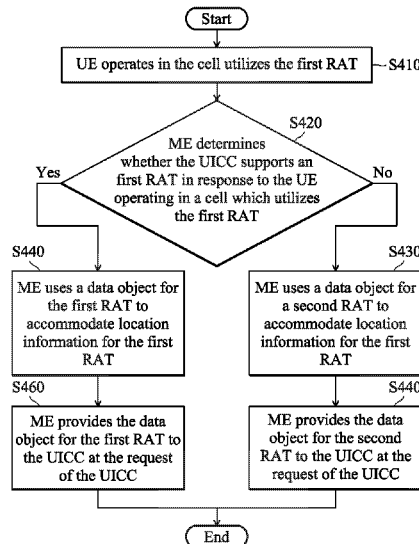 Start
UE operates in the cell utilizes the first RAT
S410
S420
ME determines
whether the UICC supports an
first RAT in response to the UE
operating in a cell which utilizes
the first RAT
Yes
No
S440
ME uses a data object for
the first RAT to
accommodate location
information for the first
RAT
S430
ME uses a data object for
a second RAT to
accommodate location
information for the first
RAT
S460
ME provides the data
object for the first RAT to
the UICC at the request
of the UICC
S440
ME provides the data
object for the second
RAT to the UICC at the
request of the UICC
End